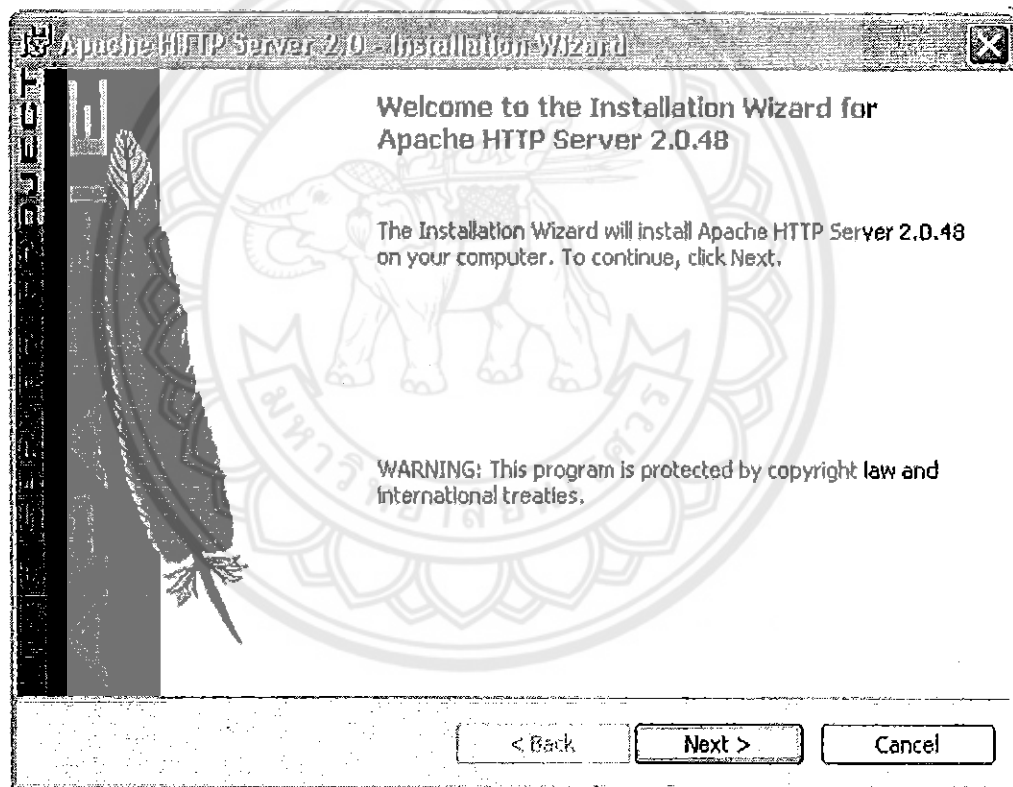 Apache HTTP Server 2.0 - Installation Wizard
Welcome to the Installation Wizard for
Apache HTTP Server 2.0.48
The Installation Wizard will install Apache HTTP Server 2.0.48
on your computer. To continue, click Next.
WARNING: This program is protected by copyright law and
international treaties.
< Back
Next >
Cancel